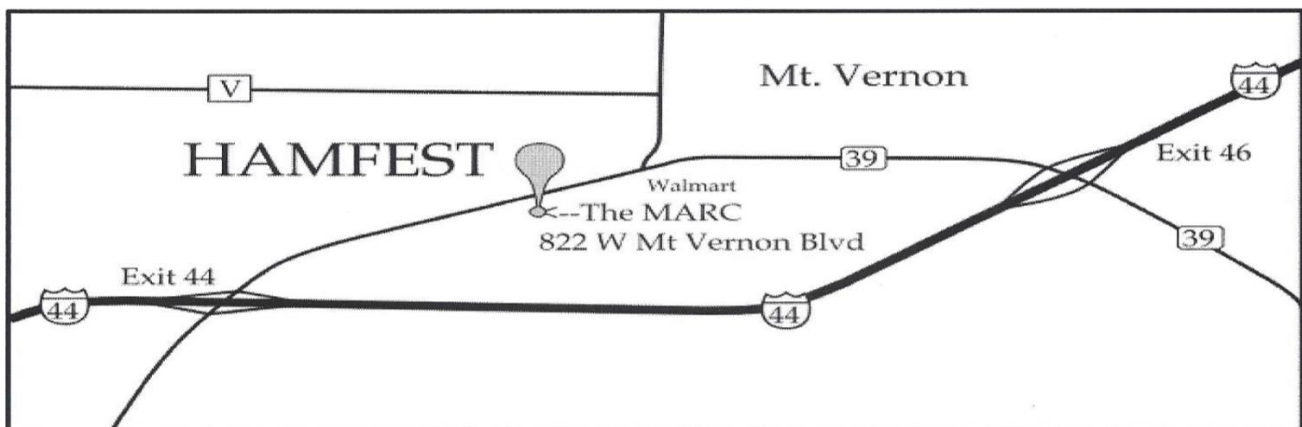 Mt. Vernon
44
V
HAMFEST
39
Exit 46
Walmart
<--The MARC
822 W Mt Vernon Blvd
39
Exit 44
44
44